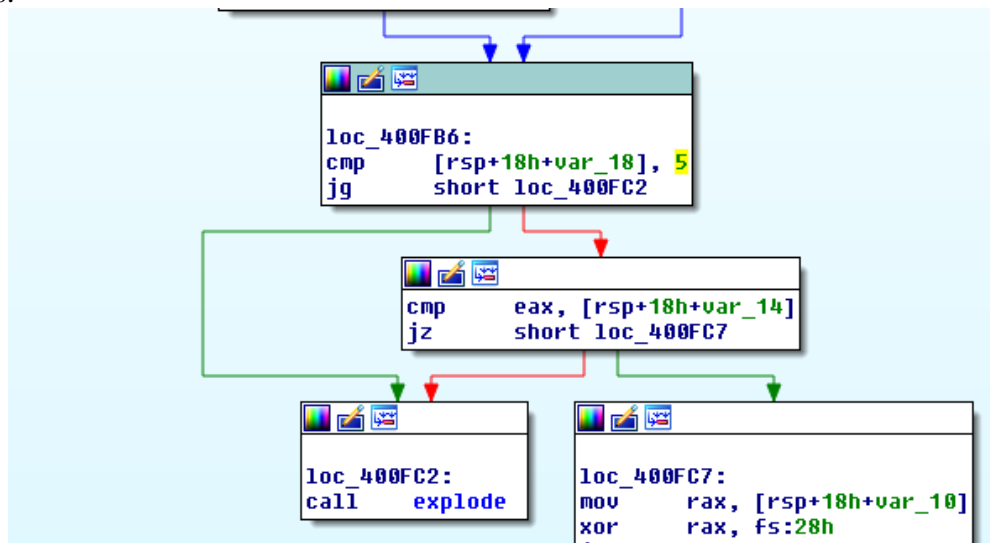 loc_400FB6:
cmp [rsp+18h+var_18], 5
jg short loc_400FC2
cmp eax, [rsp+18h+var_14]
jz short loc_400FC7
loc_400FC2:
call explode
loc_400FC7:
mov rax, [rsp+18h+var_10]
xor rax, fs:28h